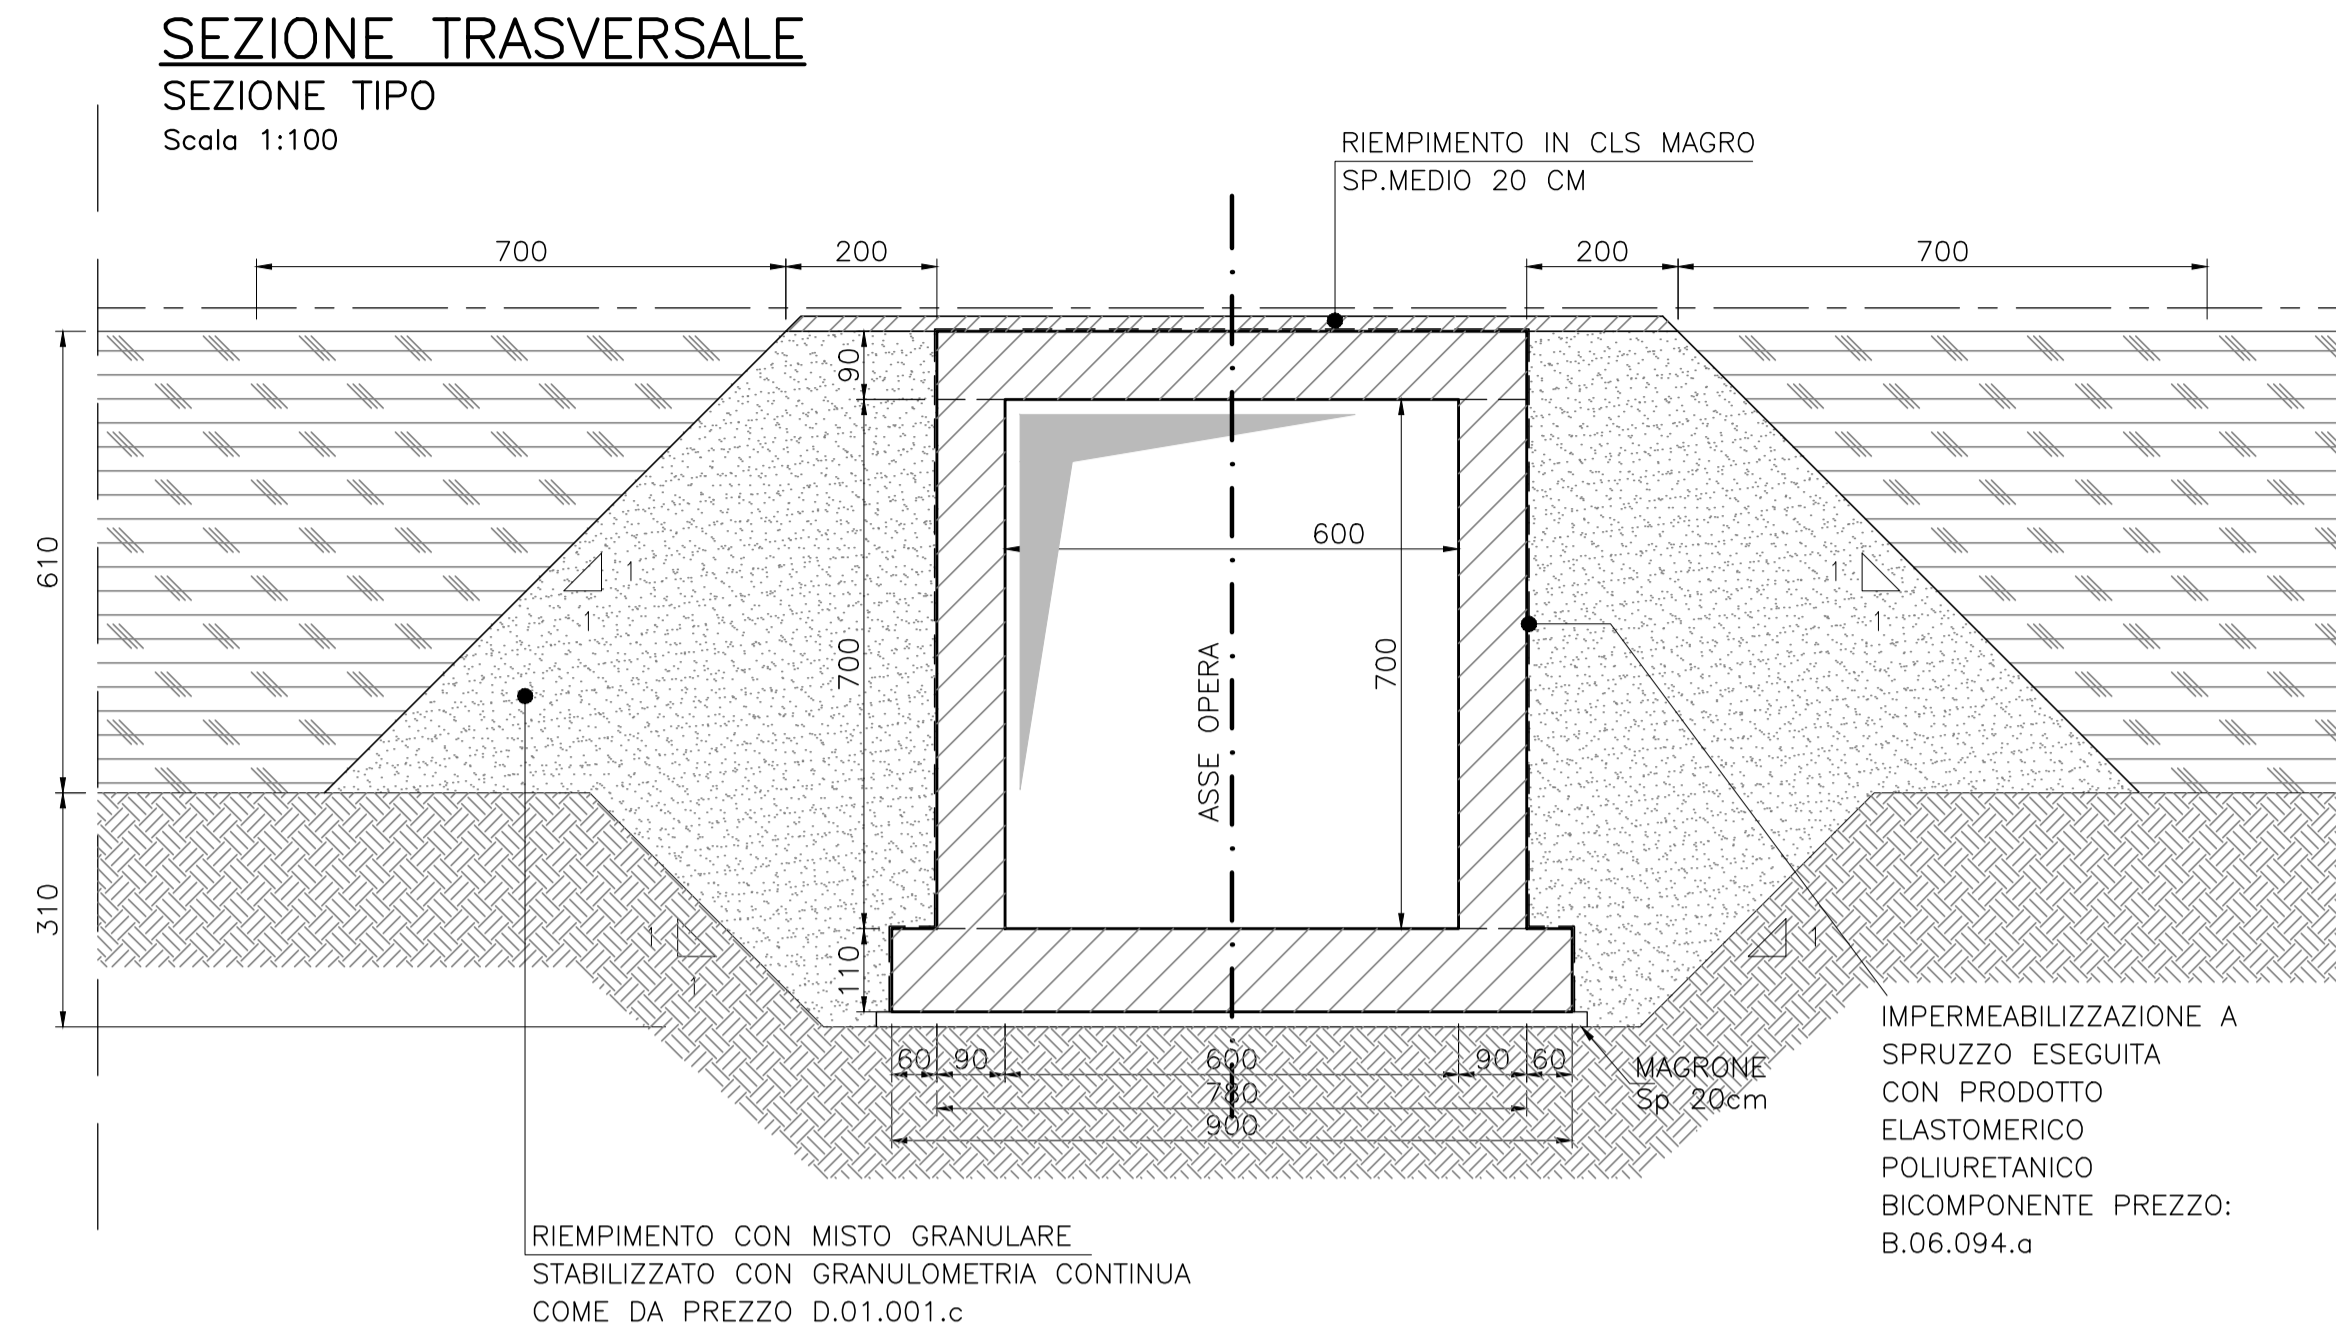 SEZIONE TRASVERSALE
SEZIONE TIPO
Scala 1:100
RIEMPIMENTO IN CLS MAGRO
SP.MEDIO 20 CM
700
200
200
700
90
600
610
1
1
1
1
700
700
ASSE OPERA
310
1
1
1
110
60
90
600
90
60
780
900
MAGRONE
Sp 20cm
IMPERMEABILIZZAZIONE A
SPRUZZO ESEGUITA
CON PRODOTTO
ELASTOMERICO
POLIURETANICO
BICOMPONENTE PREZZO:
B.06.094.a
RIEMPIMENTO CON MISTO GRANULARE
STABILIZZATO CON GRANULOMETRIA CONTINUA
COME DA PREZZO D.01.001.c